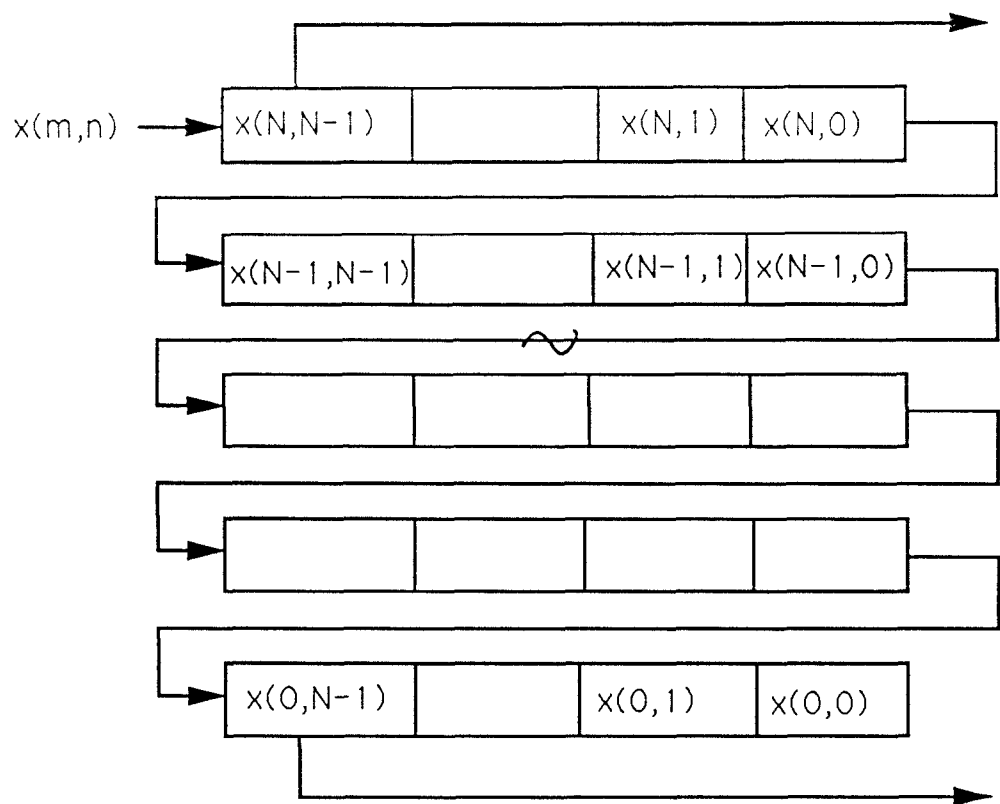 x(m,n)
x(N,N-1) x(N,1) x(N,0)
x(N-1,N-1) x(N-1,1) x(N-1,0)
x(0,N-1) x(0,1) x(0,0)